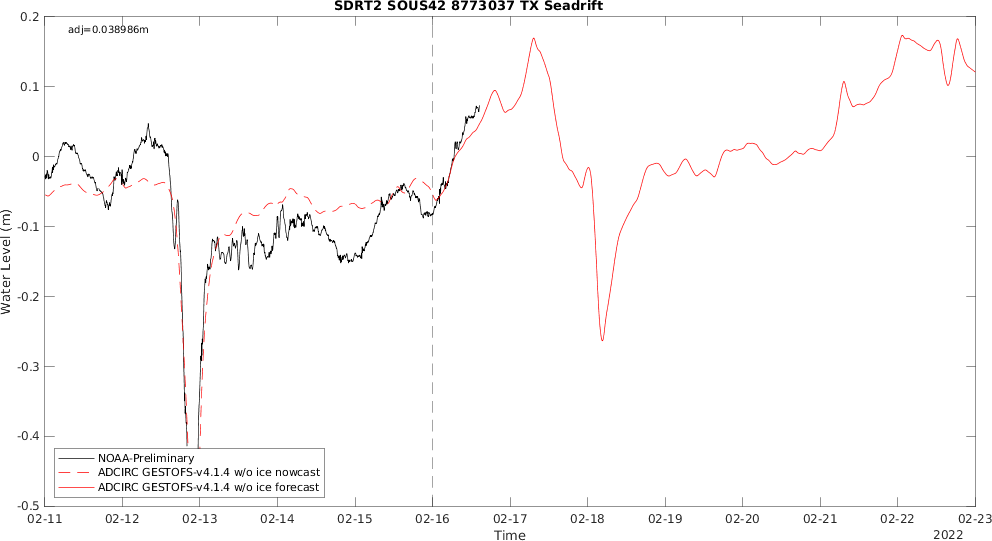 SDRT2 SOUS42 8773037 TX Seadrift
adj=0.038986m
0.2
0.1
0
-0.1
-0.2
-0.3
-0.4
-0.5
Water Level (m)
NOAA-Preliminary
ADCIRC GESTOFS-v4.1.4 w/o ice nowcast
ADCIRC GESTOFS-v4.1.4 w/o ice forecast
02-11 02-12 02-13 02-14 02-15 02-16 02-17 02-18 02-19 02-20 02-21 02-22 02-23
Time
2022